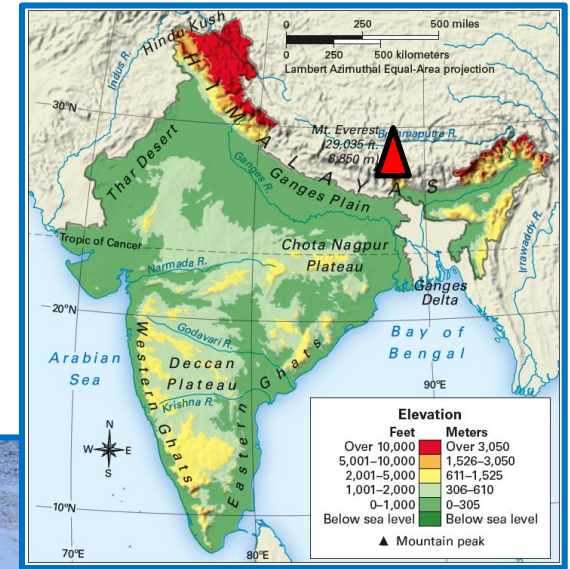 0 250 500 miles
0 250 500 kilometers
Lambert Azimuthal Equal-Area projection
Hindu Kush
Indus R.
HIMALAYAS
30°N
Mt. Everest
29,035 ft.
8,850 m
Brahmaputra R.
Thar Desert
Ganges R.
Ganges Plain
Tropic of Cancer
Chota Nagpur
Plateau
Irrawaddy R.
Narmada R.
Ganges
Delta
20°N
Godavari R.
Bay of
Bengal
Arabian
Sea
Western Ghats
Deccan
Plateau
Eastern Ghats
90°E
Krishna R.
N
W E
S
Elevation
Feet Meters
Over 10,000 Over 3,050
5,001–10,000 1,526–3,050
2,001–5,000 611–1,525
1,001–2,000 306–610
0–1,000 0–305
Below sea level Below sea level
▲ Mountain peak
10°N
70°E
80°E